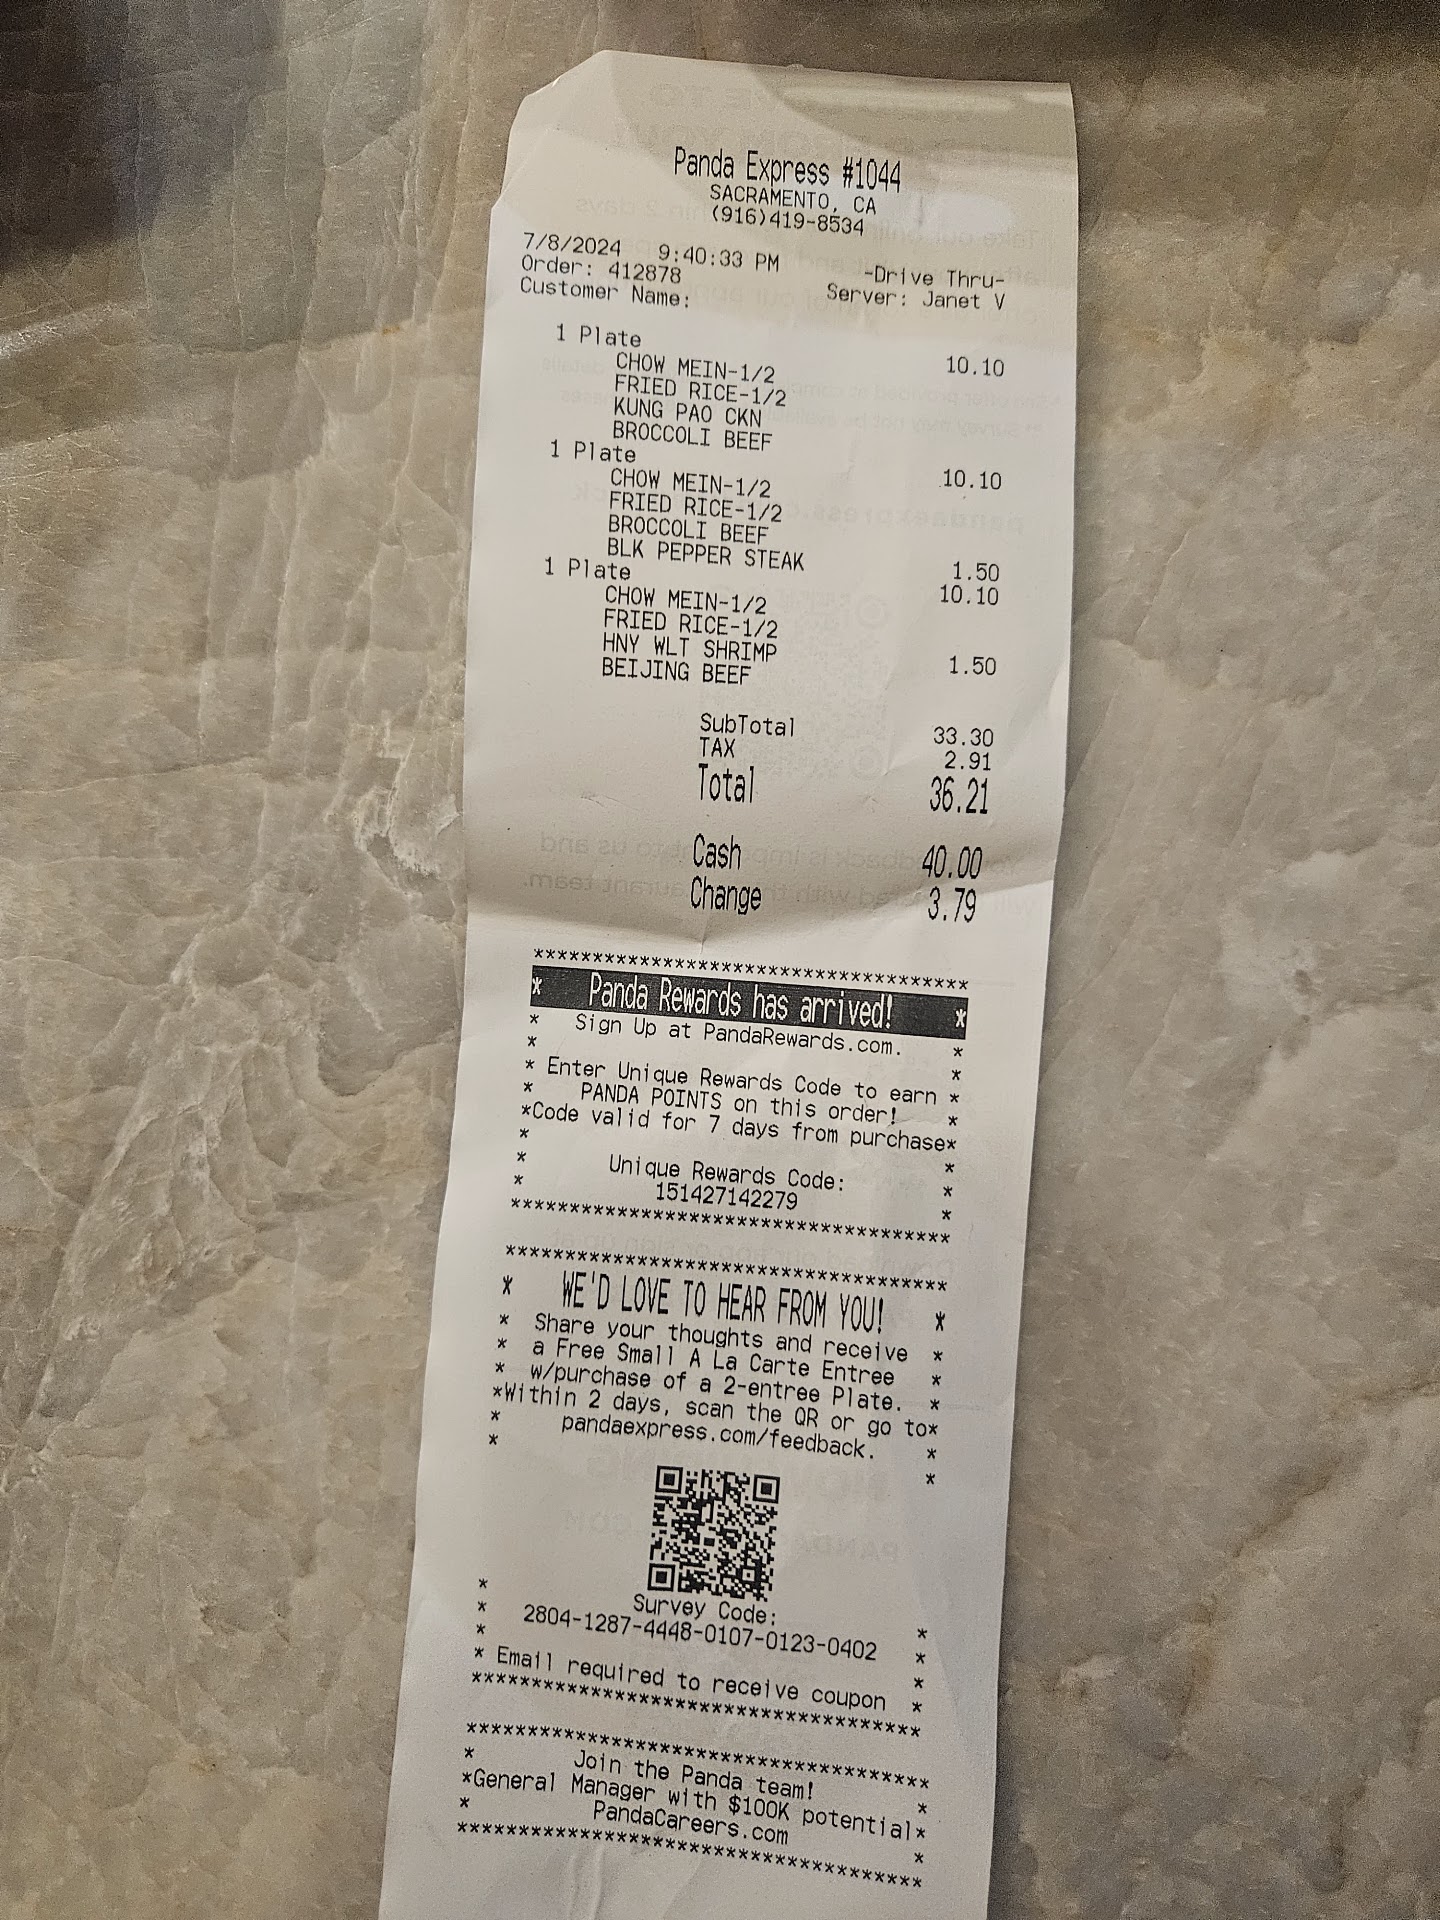 Panda Express #1044
SACRAMENTO, CA
(916)419-8534
7/8/2024 9:40:33 PM -Drive Thru-
Order: 412878 Server: Janet V
Customer Name:
1 Plate 10.10
CHOW MEIN-1/2
FRIED RICE-1/2
KUNG PAO CKN
BROCCOLI BEEF
1 Plate 10.10
CHOW MEIN-1/2
FRIED RICE-1/2
BROCCOLI BEEF
BLK PEPPER STEAK 1.50
1 Plate 10.10
CHOW MEIN-1/2
FRIED RICE-1/2
HNY WLT SHRIMP 1.50
BEIJING BEEF
SubTotal 33.30
TAX 2.91
Total 36.21
Cash 40.00
Change 3.79
*************************************
* Panda Rewards has arrived! *
* Sign Up at PandaRewards.com. *
* *
* Enter Unique Rewards Code to earn *
* PANDA POINTS on this order! *
*Code valid for 7 days from purchase*
* *
* Unique Rewards Code: *
* 151427142279 *
*************************************
*************************************
* WE'D LOVE TO HEAR FROM YOU! *
* Share your thoughts and receive *
* a Free Small A La Carte Entree *
* w/purchase of a 2-entree Plate. *
*Within 2 days, scan the QR or go to*
* pandaexpress.com/feedback. *
* *
* Survey Code: *
* 2804-1287-4448-0107-0123-0402 *
* *
* Email required to receive coupon *
*************************************
*************************************
* Join the Panda team! *
*General Manager with $100K potential*
* PandaCareers.com *
*************************************